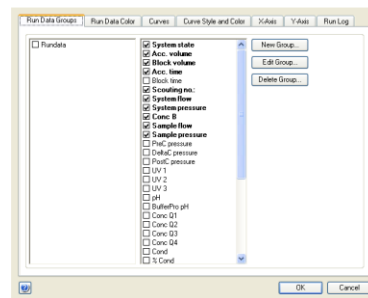 Run Data Groups Run Data Color Curves Curve Style and Color X-Axis Y-Axis Run Log
Rundata
System state
Acc. volume
Block volume
Acc. time
Block time
Scouting no.:
System flow
System pressure
Conc B
Sample flow
Sample pressure
PreC pressure
DeltaC pressure
PostC pressure
UV 1
UV 2
UV 3
pH
BufferPro pH
Conc Q1
Conc Q2
Conc Q3
Conc Q4
Cond
% Cond
New Group...
Edit Group...
Delete Group...
OK Cancel